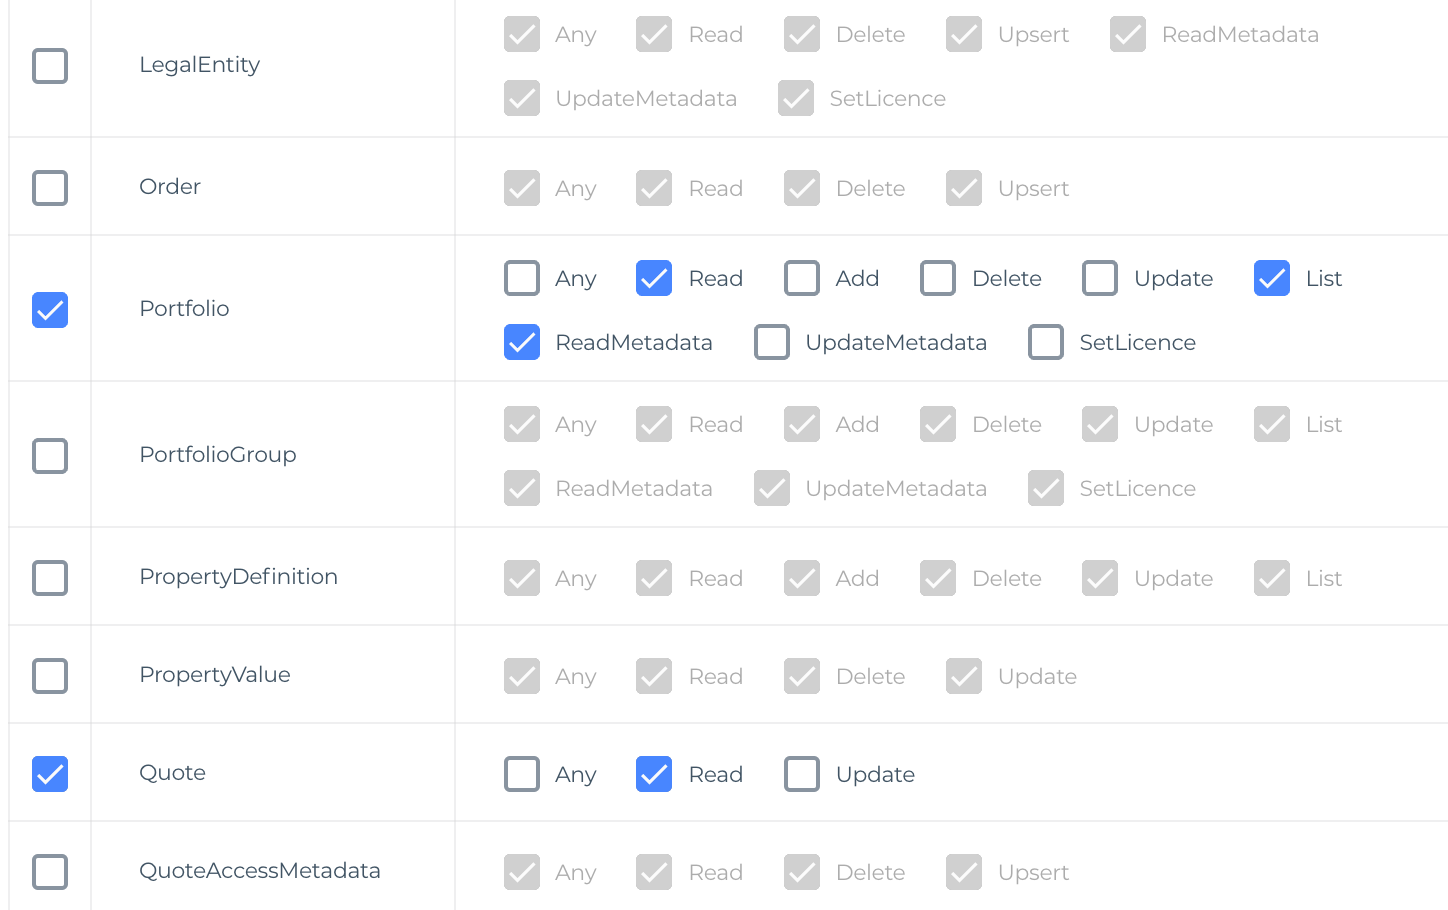 LegalEntity
Any Read Delete Upsert ReadMetadata
UpdateMetadata SetLicence
Order
Any Read Delete Upsert
Portfolio
Any Read Add Delete Update List
ReadMetadata UpdateMetadata SetLicence
PortfolioGroup
Any Read Add Delete Update List
ReadMetadata UpdateMetadata SetLicence
PropertyDefinition
Any Read Add Delete Update List
PropertyValue
Any Read Delete Update
Quote
Any Read Update
QuoteAccessMetadata
Any Read Delete Upsert